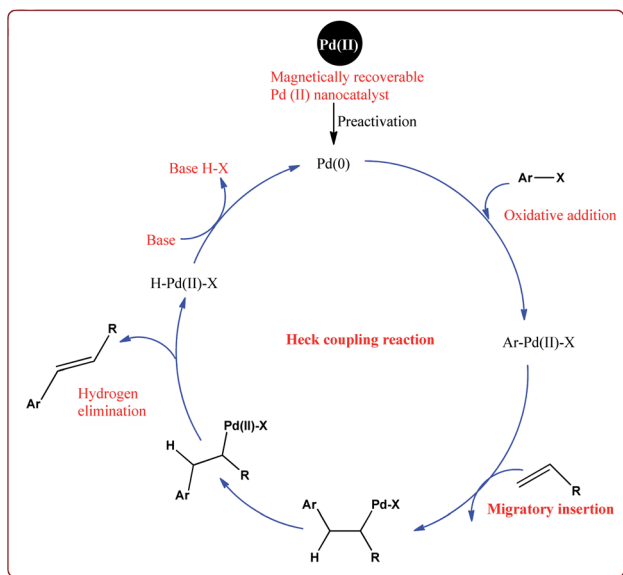 Pd(II)
Magnetically recoverable
Pd (II) nanocatalyst
Preactivation
Pd(0)
Base H-X
Ar—X
Oxidative addition
Base
H-Pd(II)-X
R
Heck coupling reaction
Ar-Pd(II)-X
Ar
Hydrogen
elimination
Pd(II)-X
H
R
Ar
R
Migratory insertion
Ar
Pd-X
H
R